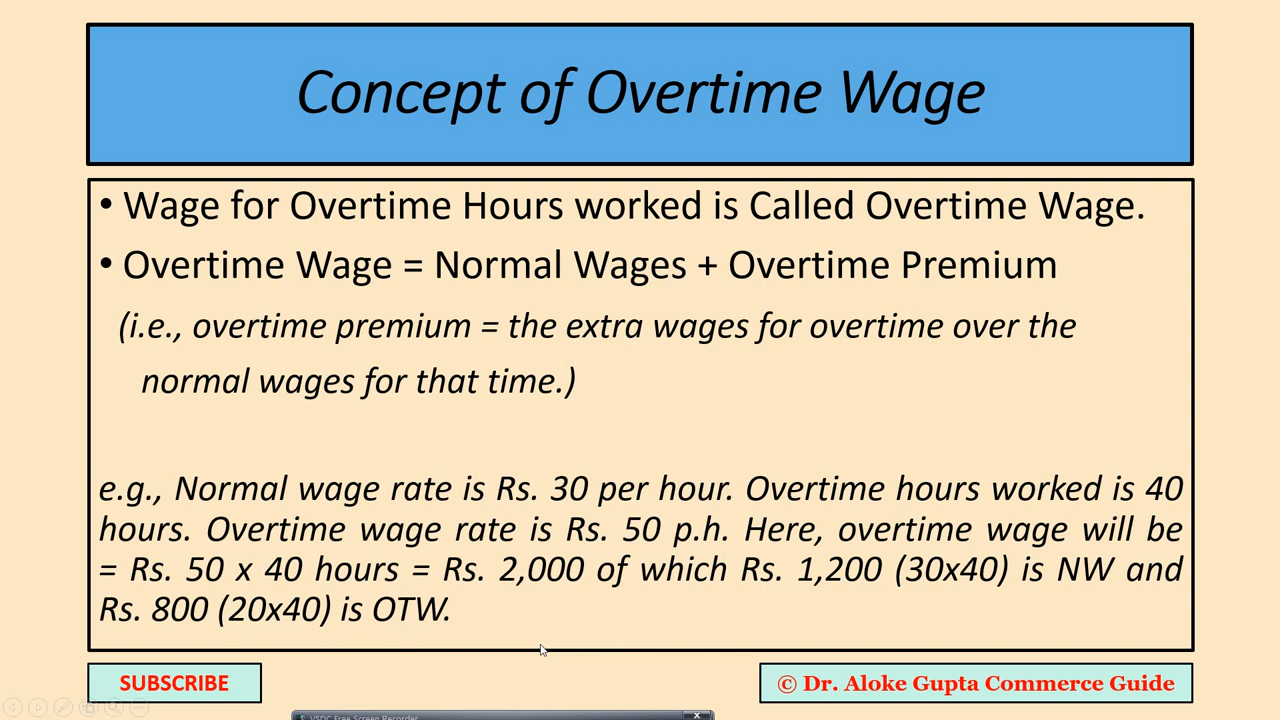 Concept of Overtime Wage
• Wage for Overtime Hours worked is Called Overtime Wage.
• Overtime Wage = Normal Wages + Overtime Premium
(i.e., overtime premium = the extra wages for overtime over the
normal wages for that time.)
e.g., Normal wage rate is Rs. 30 per hour. Overtime hours worked is 40
hours. Overtime wage rate is Rs. 50 p.h. Here, overtime wage will be
= Rs. 50 x 40 hours = Rs. 2,000 of which Rs. 1,200 (30x40) is NW and
Rs. 800 (20x40) is OTW.
SUBSCRIBE
© Dr. Aloke Gupta Commerce Guide
VSDC Free Screen Recorder